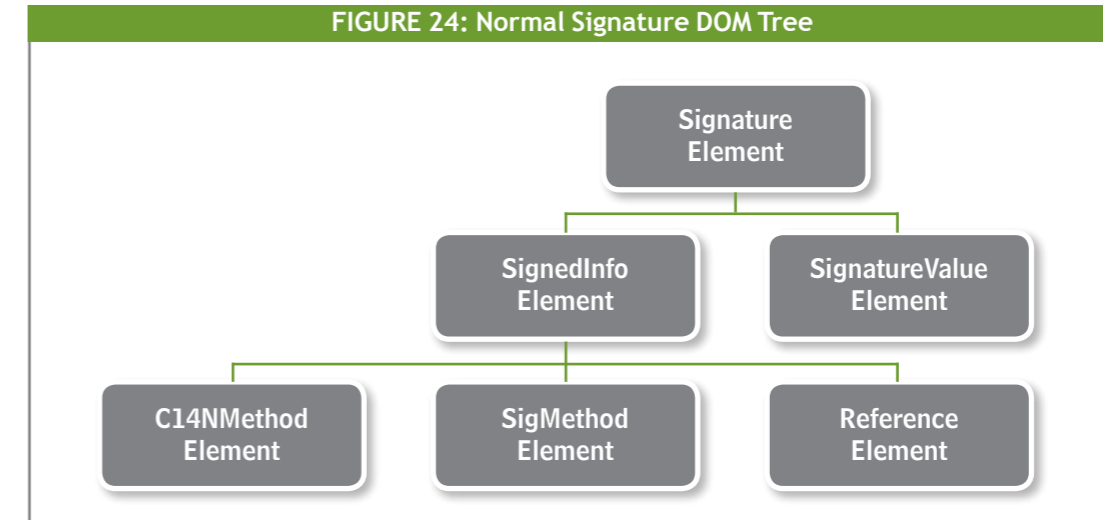 FIGURE 24: Normal Signature DOM Tree
Signature
Element
SignedInfo
Element
SignatureValue
Element
C14NMethod
Element
SigMethod
Element
Reference
Element